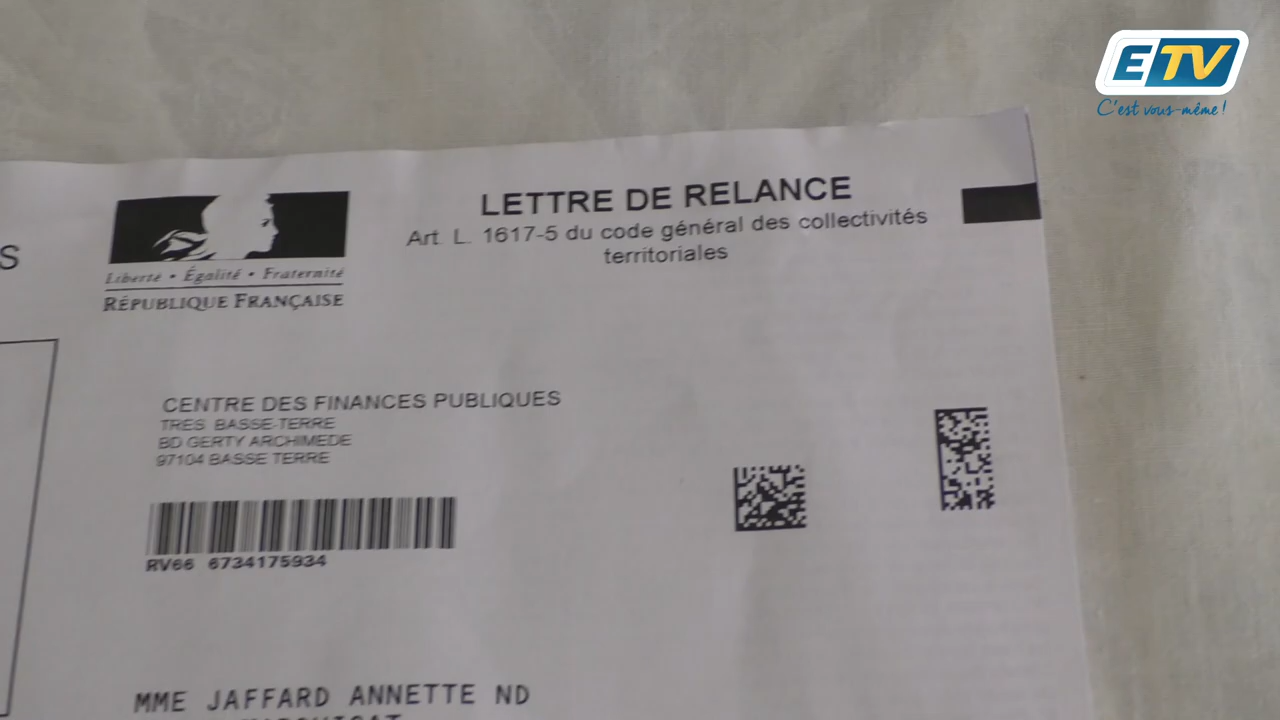 ETV
C'est vous-même !
LETTRE DE RELANCE
Art. L. 1617-5 du code général des collectivités
territoriales
S
Liberté • Égalité • Fraternité
RÉPUBLIQUE FRANÇAISE
CENTRE DES FINANCES PUBLIQUES
TRES BASSE-TERRE
BD GERTY ARCHIMEDE
97104 BASSE TERRE
RV66 6734175934
MME JAFFARD ANNETTE ND